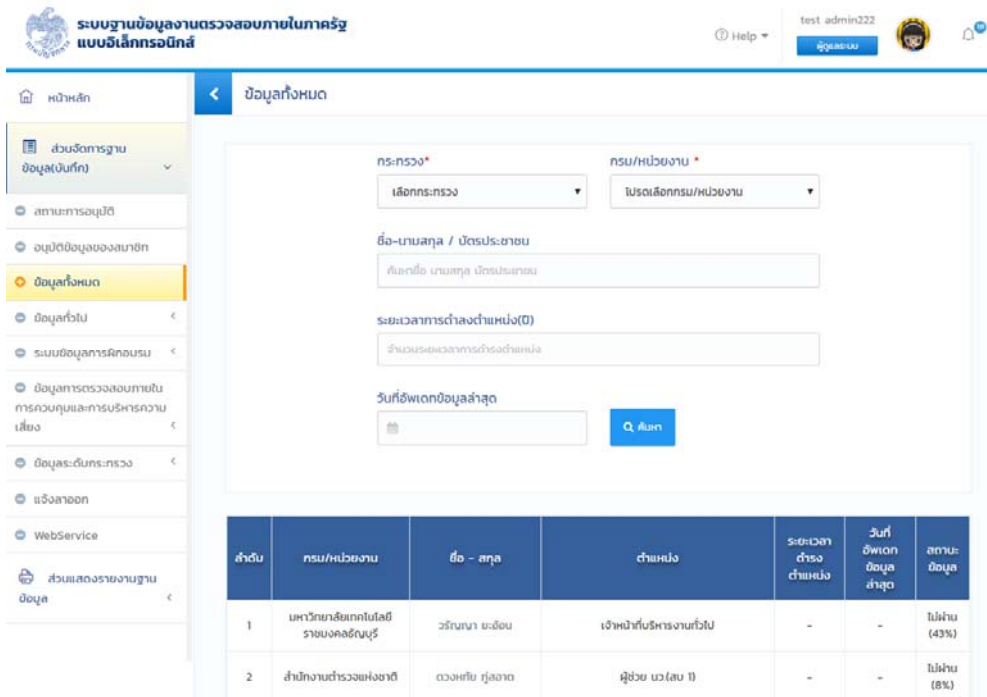 ระบบฐานข้อมูลงานตรวจสอบภายในภาครัฐ
แบบอิเล็กทรอนิกส์
Help
test admin222
ผู้ดูแลระบบ
หน้าหลัก
ส่วนจัดการฐาน
ข้อมูล(บันทึก)
สถานะการอนุมัติ
อนุมัติข้อมูลของสมาชิก
ข้อมูลทั้งหมด
ข้อมูลทั่วไป
ระบบข้อมูลการฝึกอบรม
ข้อมูลการตรวจสอบภายใน
การควบคุมและการบริหารความ
เสี่ยง
ข้อมูลระดับกระทรวง
แจ้งลาออก
WebService
ส่วนแสดงรายงานฐาน
ข้อมูล
ข้อมูลทั้งหมด
กระทรวง*
กรม/หน่วยงาน *
เลือกกระทรวง
โปรดเลือกกรม/หน่วยงาน
ชื่อ-นามสกุล / บัตรประชาชน
ค้นหาชื่อ นามสกุล บัตรประชาชน
ระยะเวลาการดำลงตำแหน่ง(ปี)
จำนวนระยะเวลาการดำรงตำแหน่ง
วันที่อัพเดทข้อมูลล่าสุด
ค้นหา
ลำดับ
กรม/หน่วยงาน
ชื่อ - สกุล
ตำแหน่ง
ระยะเวลา
ดำรง
ตำแหน่ง
วันที่
อัพเดท
ข้อมูล
ล่าสุด
สถานะ
ข้อมูล
1
มหาวิทยาลัยเทคโนโลยี
ราชมงคลธัญบุรี
วรัญญา ยะอ้อน
เจ้าหน้าที่บริหารงานทั่วไป
-
-
ไม่ผ่าน
(43%)
2
สำนักงานตำรวจแห่งชาติ
ดวงหทัย ภู่สอาด
ผู้ช่วย นว.(สบ 1)
-
-
ไม่ผ่าน
(8%)